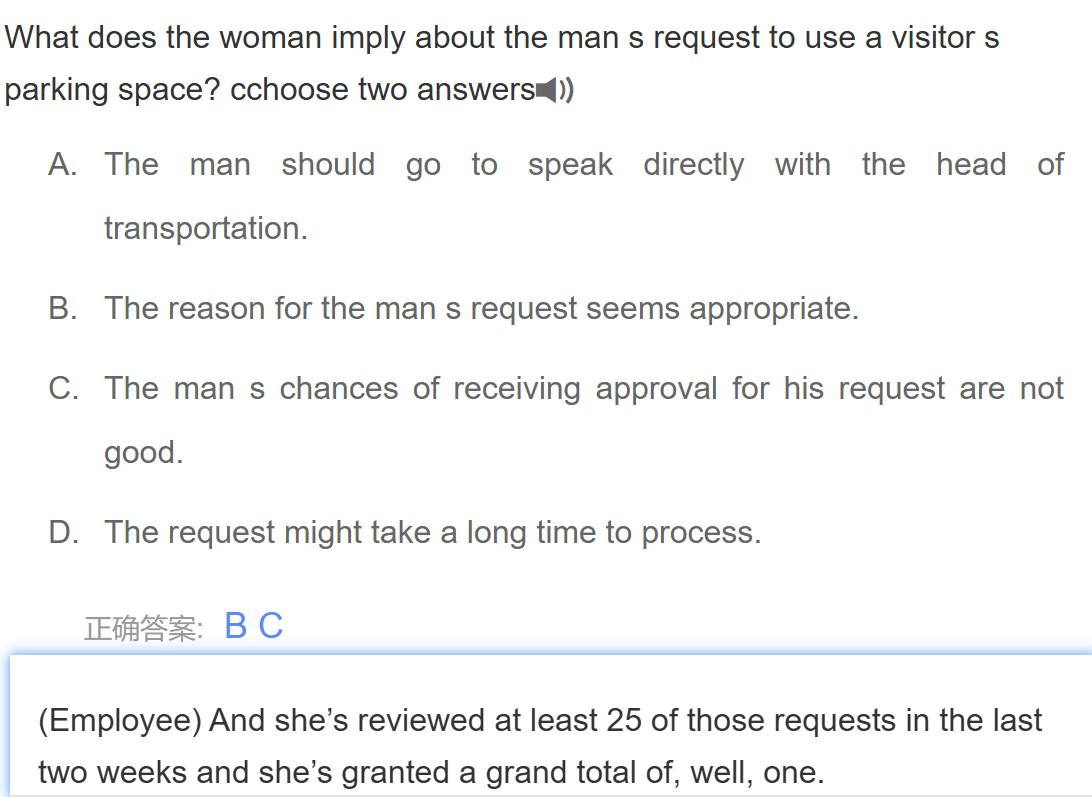 What does the woman imply about the man s request to use a visitor s
parking space? cchoose two answers
A. The man should go to speak directly with the head of
transportation.
B. The reason for the man s request seems appropriate.
C. The man s chances of receiving approval for his request are not
good.
D. The request might take a long time to process.
正确答案: B C
(Employee) And she’s reviewed at least 25 of those requests in the last
two weeks and she’s granted a grand total of, well, one.